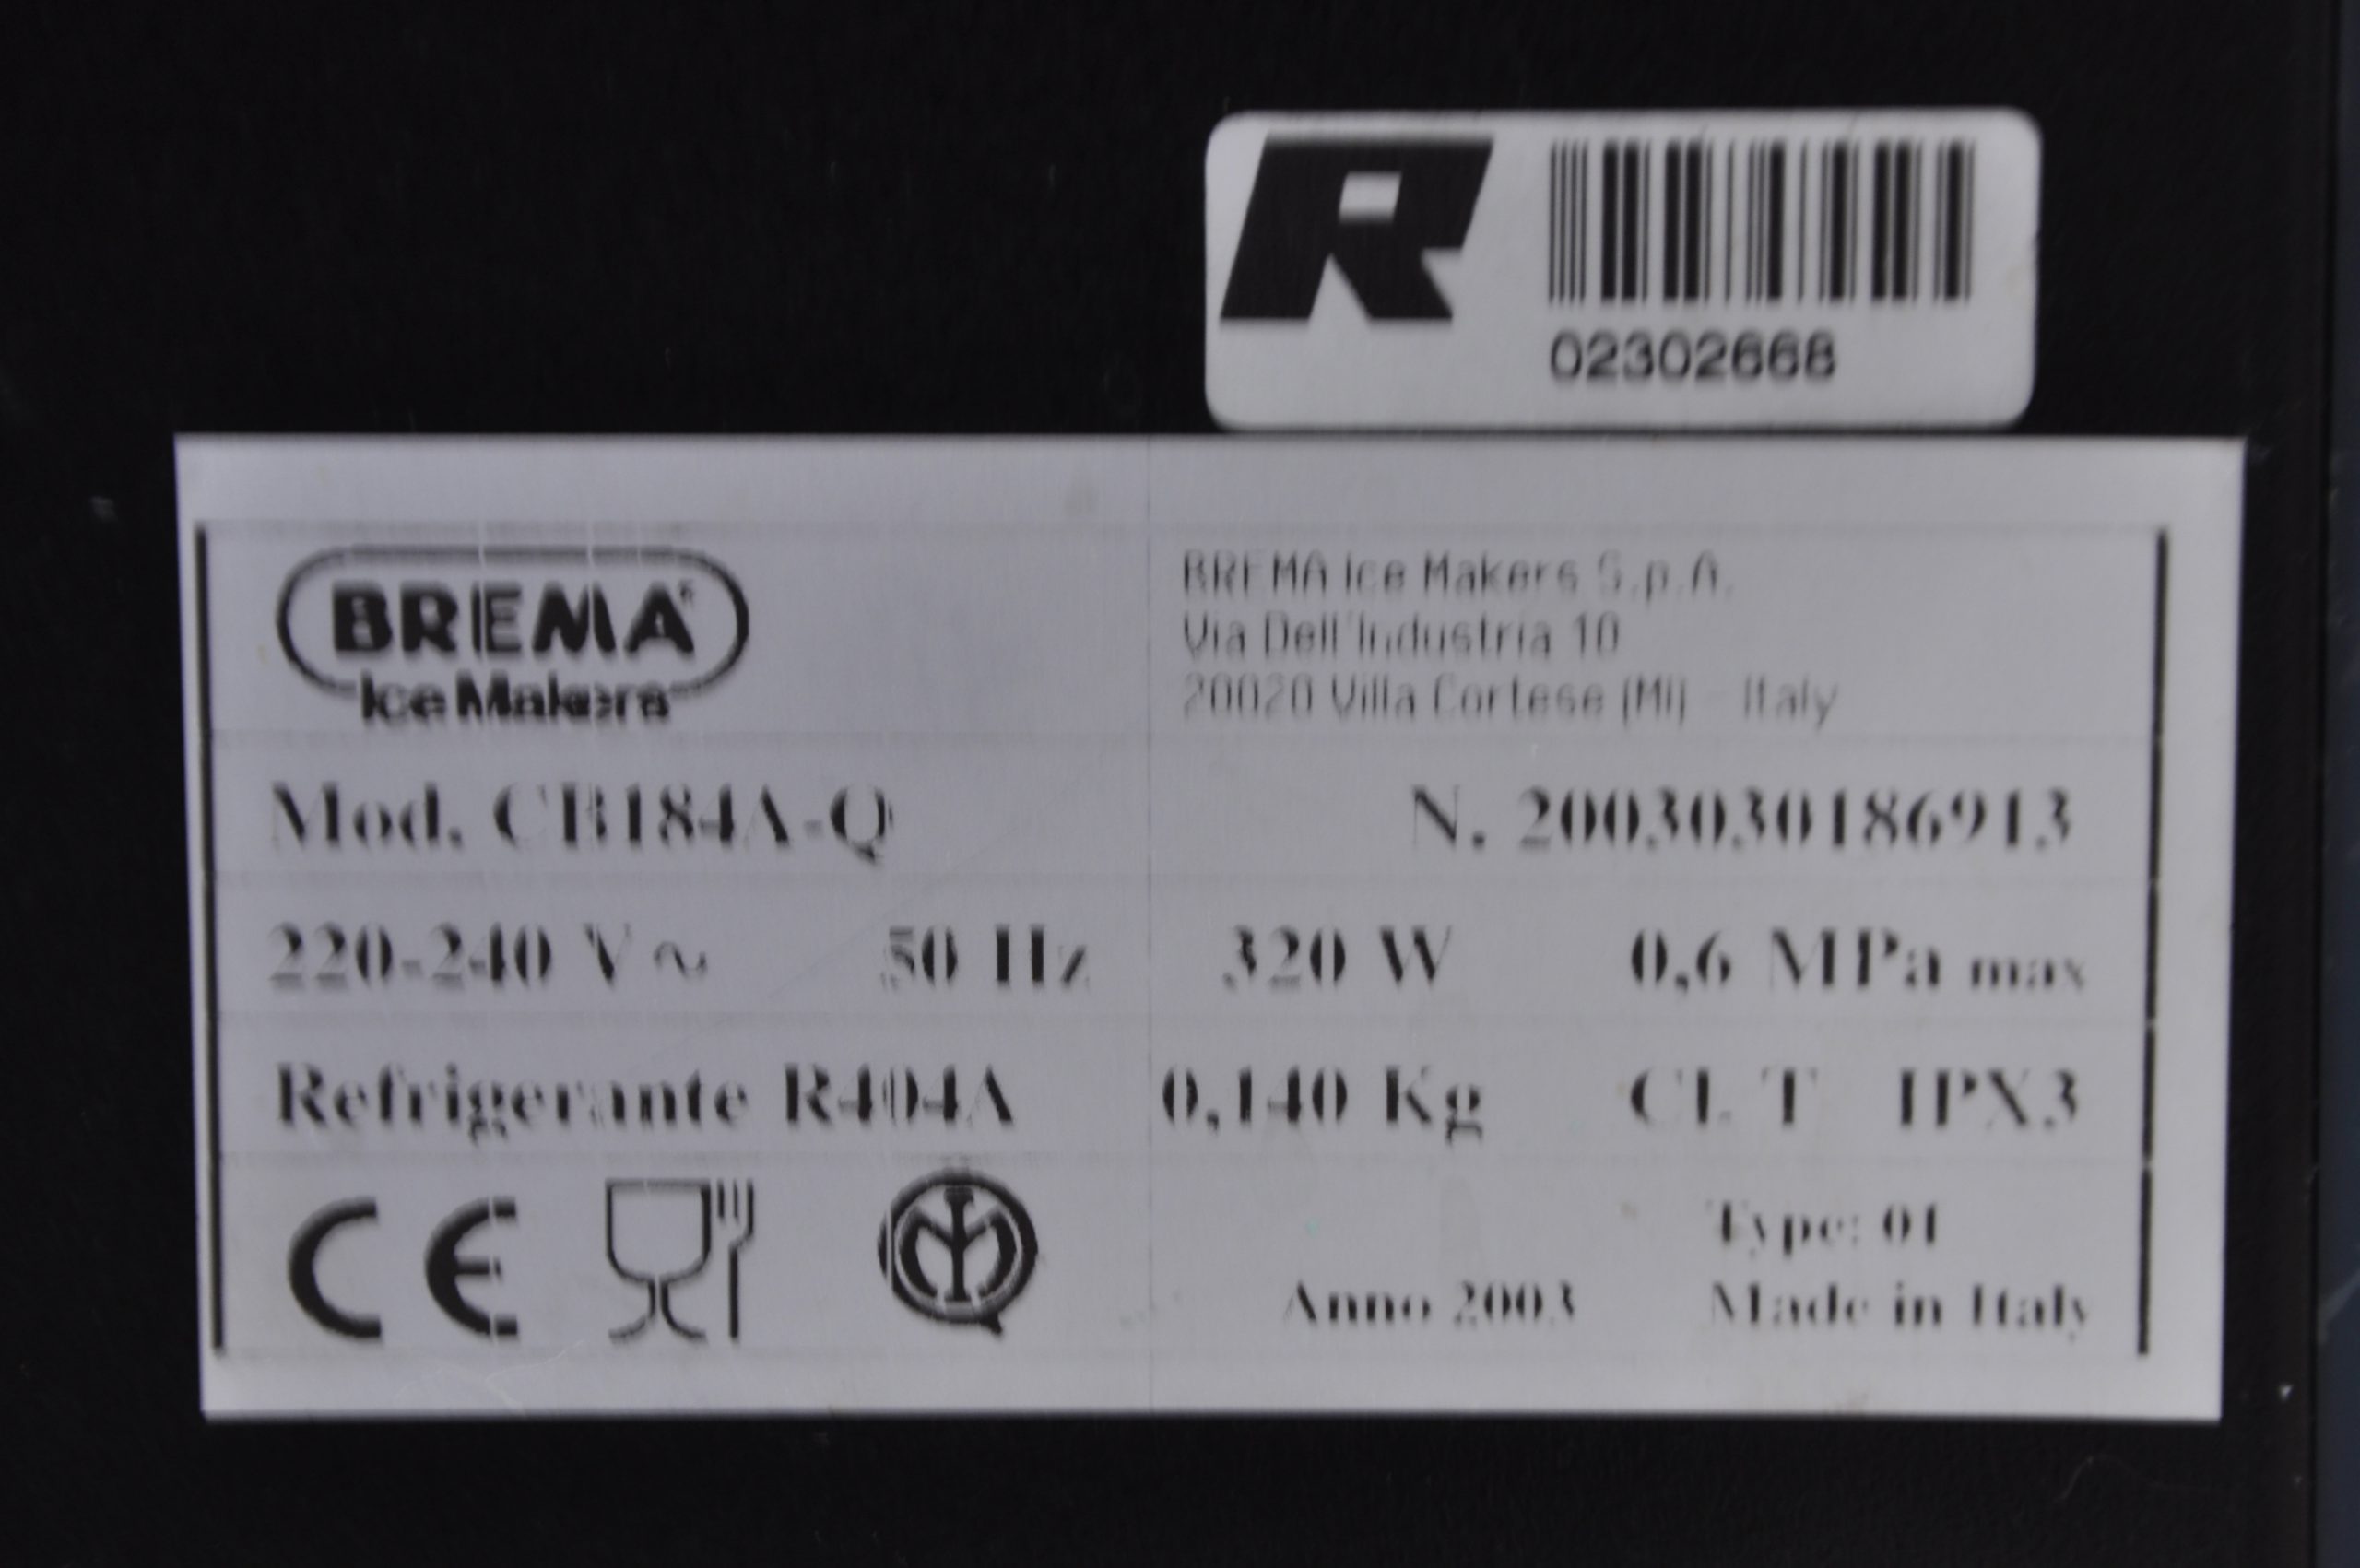 R
02302668
BREMA®
Ice Makers
BREMA Ice Makers S.p.A.
Via Dell'Industria 10
20020 Villa Cortese (MI) - Italy
Mod. CB184A-Q N. 2003030186913
220-240 V ~ 50 Hz 320 W 0,6 MPa max
Refrigerante R404A 0,140 Kg Cl. T IPX3
CE
Type: 01
Anno 2003 Made in Italy